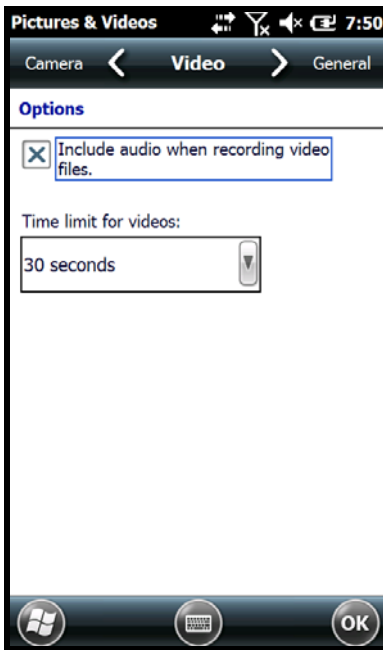 Pictures & Videos 7:50
Camera Video General
Options
Include audio when recording video
files.
Time limit for videos:
30 seconds
OK